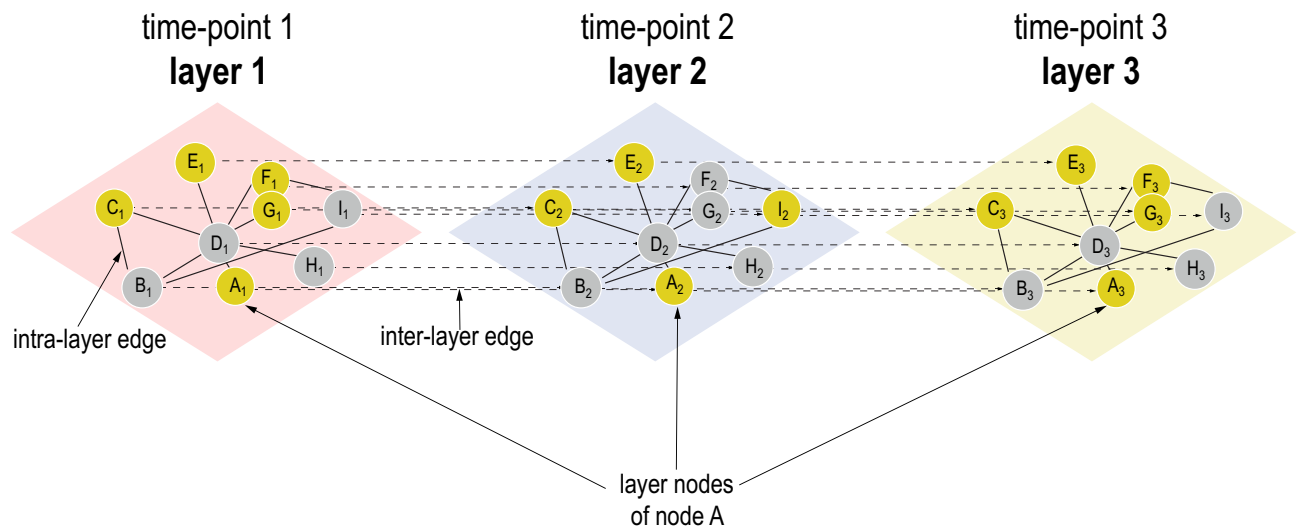 time-point 1
layer 1
time-point 2
layer 2
time-point 3
layer 3
E₁
F₁
C₁
G₁
I₁
D₁
H₁
B₁
A₁
E₂
F₂
C₂
G₂
I₂
D₂
H₂
B₂
A₂
E₃
F₃
C₃
G₃
I₃
D₃
H₃
B₃
A₃
intra-layer edge
inter-layer edge
layer nodes
of node A